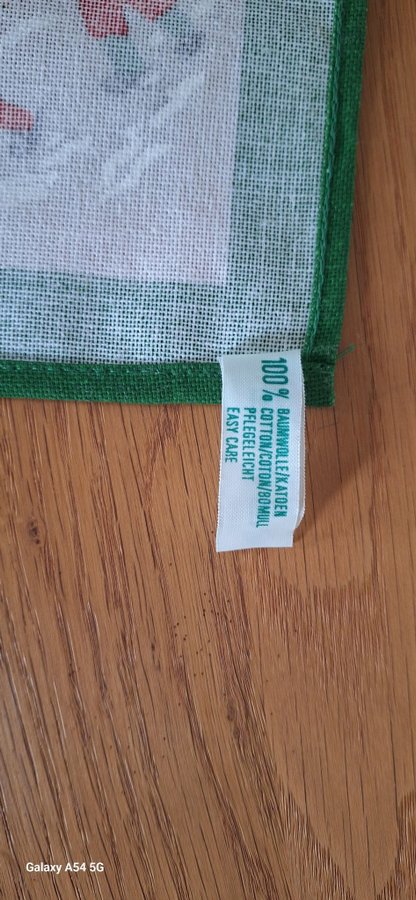 100% BAUMWOLLE/KATOEN
COTTON/COTON/BOMULL
PFLEGELEICHT
EASY CARE
Galaxy A54 5G